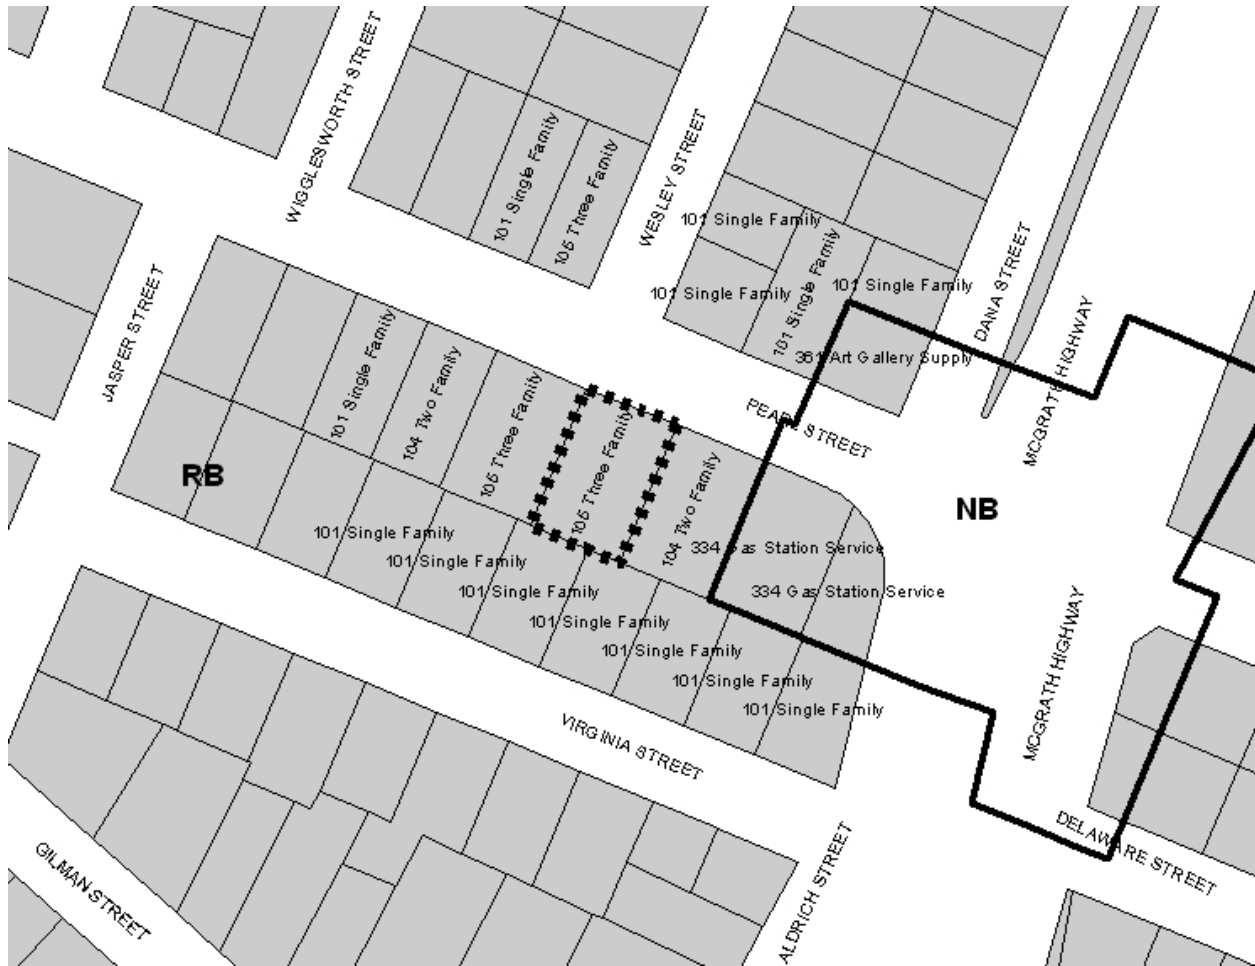 WIGGLESWORTH STREET
101 Single Family
105 Three Family
WESLEY STREET
101 Single Family
101 Single Family
101 Single Family
101 Single Family
DANA STREET
361 Art Gallery Supply
MCGRATH HIGHWAY
JASPER STREET
101 Single Family
104 Two Family
105 Three Family
105 Three Family
104 Two Family
PEARL STREET
RB
NB
334 Gas Station Service
334 Gas Station Service
101 Single Family
101 Single Family
101 Single Family
101 Single Family
101 Single Family
101 Single Family
101 Single Family
MCGRATH HIGHWAY
VIRGINIA STREET
DELAWARE STREET
GILMAN STREET
ALDRICH STREET